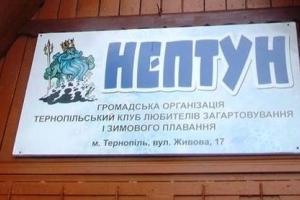 НЕПТУН
ГРОМАДСЬКА ОРГАНІЗАЦІЯ
ТЕРНОПІЛЬСЬКИЙ КЛУБ ЛЮБИТЕЛІВ ЗАГАРТОВУВАННЯ
І ЗИМОВОГО ПЛАВАННЯ
м. Тернопіль, вул. Живова, 17